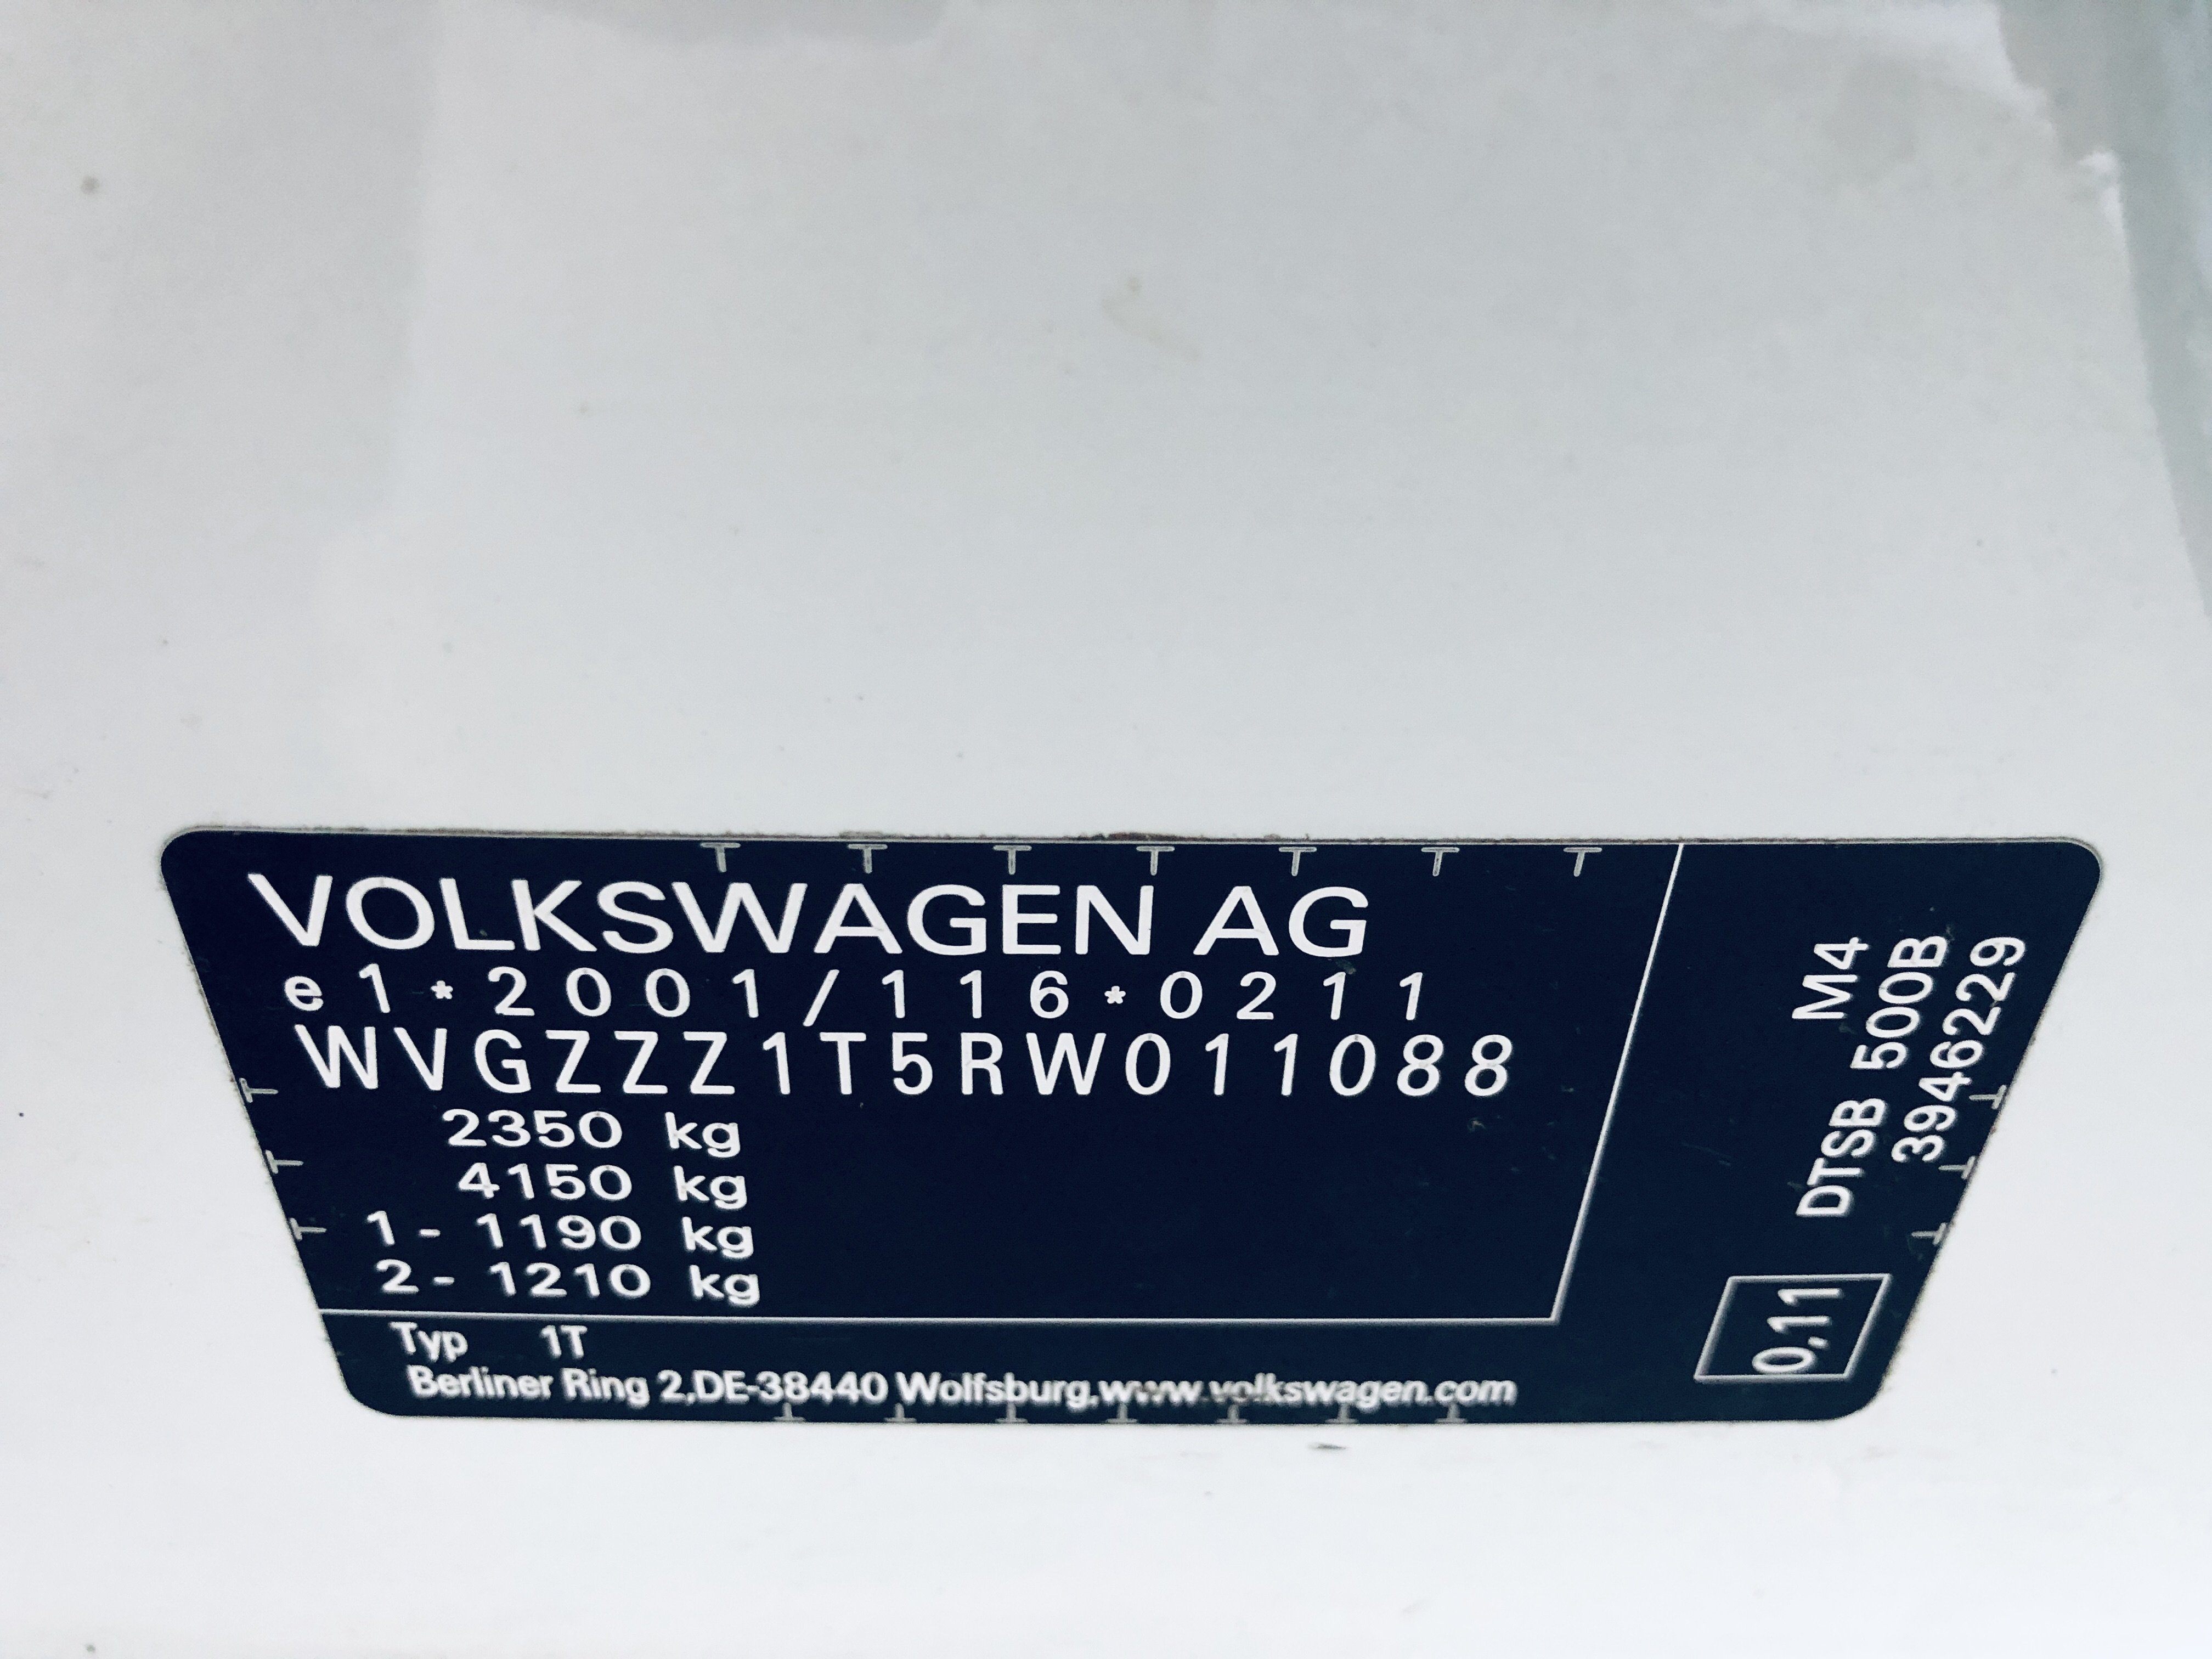 VOLKSWAGEN AG
e1*2001/116*0211
WVGZZZ1T5RW011088
2350 kg
4150 kg
1- 1190 kg
2- 1210 kg
Typ 1T
Berliner Ring 2,DE-38440 Wolfsburg,www.volkswagen.com
M4
DTSB 500B
3946229
0,11